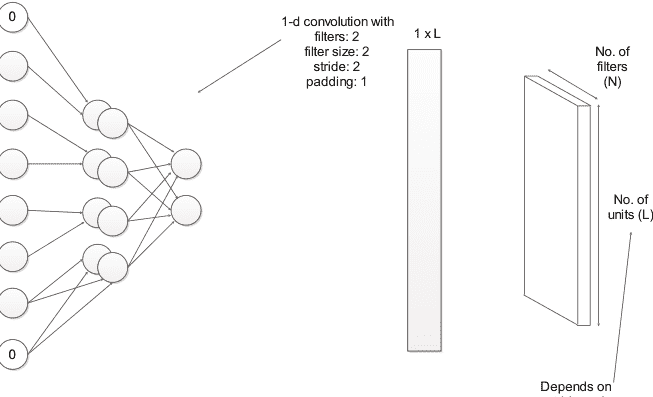 0
1-d convolution with
filters: 2
filter size: 2
stride: 2
padding: 1
1 x L
No. of
filters
(N)
No. of
units (L)
0
Depends on